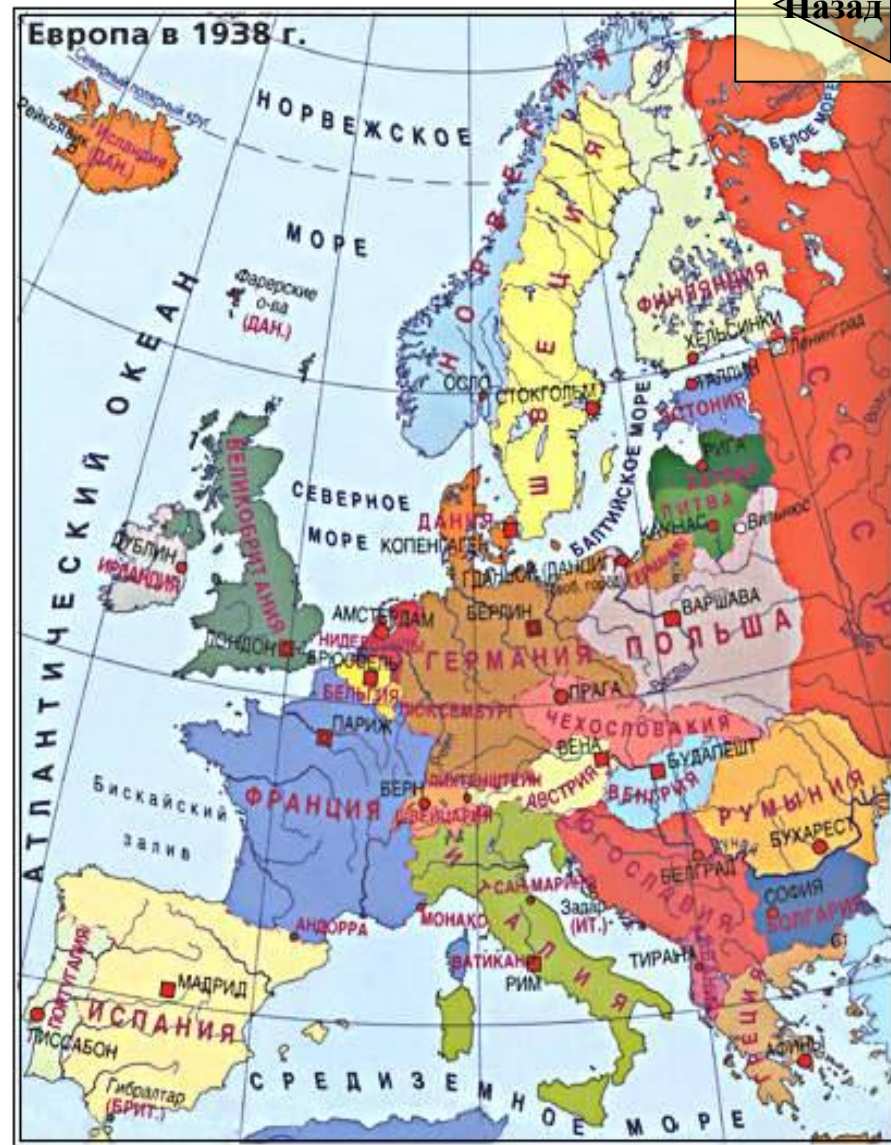 Назад
Европа в 1938 г.
Северный полярный круг
Рейкьявик
Исландия
(ДАН.)
НОРВЕЖСКОЕ
МОРЕ
БЕЛОЕ МОРЕ
Фарерские
о-ва
(ДАН.)
НОРВЕГИЯ
ШВЕЦИЯ
ФИНЛЯНДИЯ
ХЕЛЬСИНКИ
Ленинград
ОСЛО
СТОКГОЛЬМ
ТАЛЛИН
ЭСТОНИЯ
СССР
АТЛАНТИЧЕСКИЙ ОКЕАН
ВЕЛИКОБРИТАНИЯ
СЕВЕРНОЕ
МОРЕ
БАЛТИЙСКОЕ МОРЕ
РИГА
ЛАТВИЯ
ЛИТВА
КАУНАС
Вильнюс
ДАНИЯ
КОПЕНГАГЕН
ДУБЛИН
ИРЛАНДИЯ
ГДАНЬСК (ДАНЦИГ)
ГЕРМАНИЯ
АМСТЕРДАМ
БЕРЛИН
ВАРШАВА
ЛОНДОН
НИДЕРЛАНДЫ
БРЮССЕЛЬ
ГЕРМАНИЯ
ПОЛЬША
БЕЛЬГИЯ
ЛЮКСЕМБУРГ
ПРАГА
ЧЕХОСЛОВАКИЯ
ПАРИЖ
ВЕНА
БУДАПЕШТ
Бискайский
залив
ФРАНЦИЯ
БЕРН
ЛИХТЕНШТЕЙН
ШВЕЙЦАРИЯ
АВСТРИЯ
ВЕНГРИЯ
РУМЫНИЯ
БУХАРЕСТ
ЮГОСЛАВИЯ
БЕЛГРАД
ИТАЛИЯ
САН-МАРИНО
Задар
(ИТ.)
СОФИЯ
БОЛГАРИЯ
АНДОРРА
МОНАКО
ВАТИКАН
РИМ
ТИРАНА
АЛБАНИЯ
ПОРТУГАЛИЯ
МАДРИД
ИСПАНИЯ
ЛИССАБОН
ГРЕЦИЯ
АФИНЫ
Гибралтар
(БРИТ.)
СРЕДИЗЕМНОЕ МОРЕ